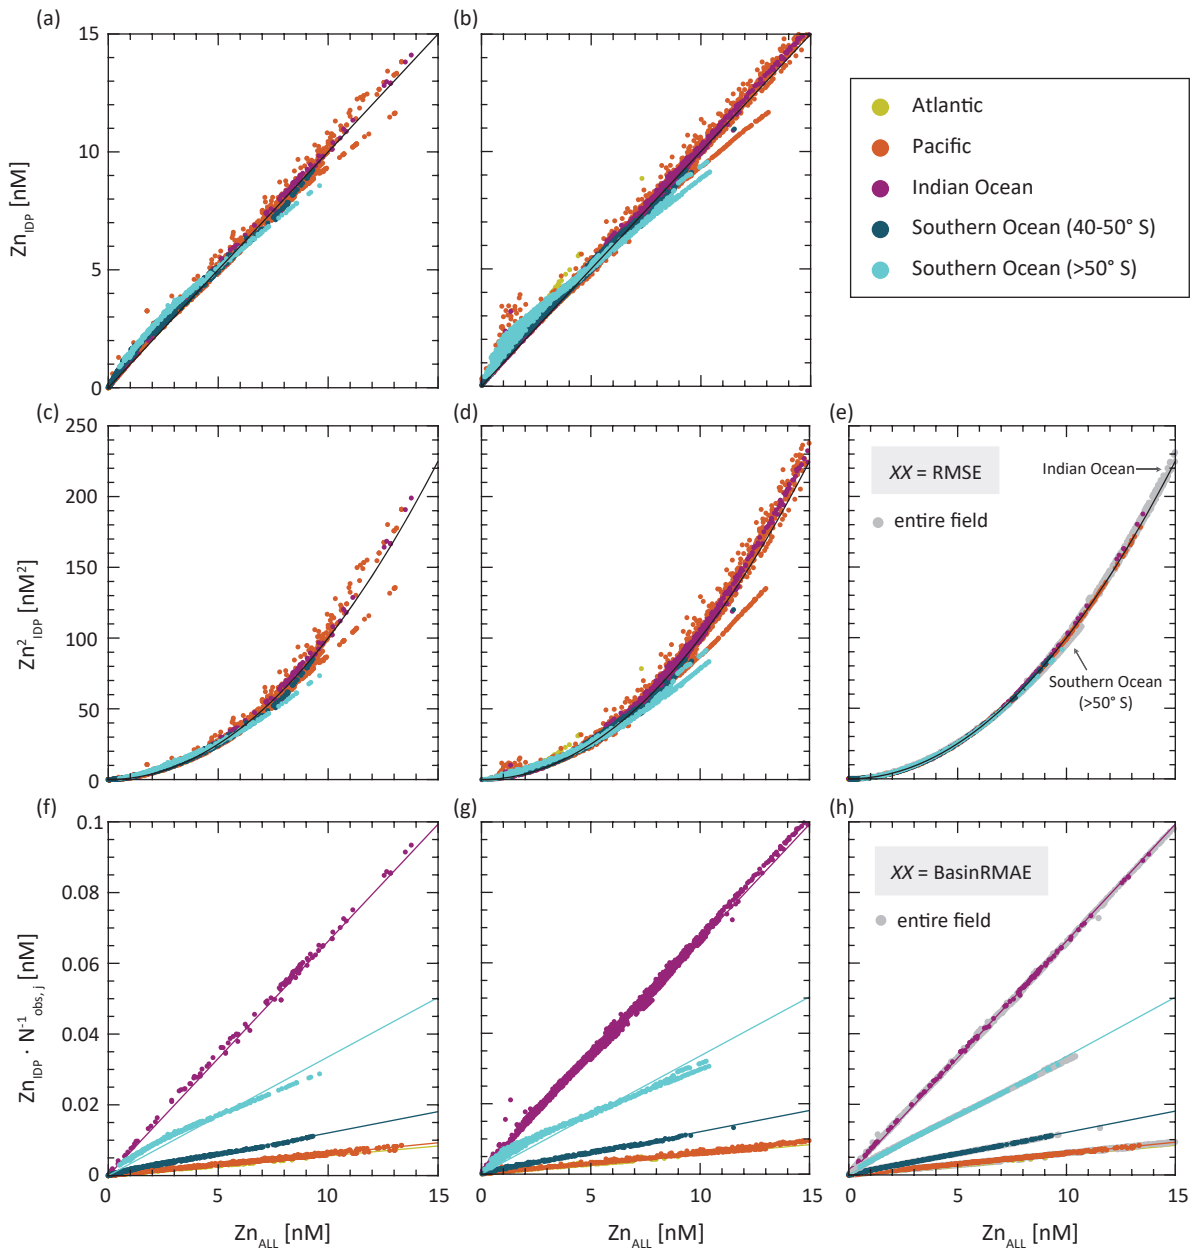 (a)
(b)
15
10
5
0
0
Zn_IDP [nM]
Atlantic
Pacific
Indian Ocean
Southern Ocean (40-50° S)
Southern Ocean (>50° S)
(c)
(d)
(e)
250
200
150
100
50
0
Zn²_IDP [nM²]
XX = RMSE
entire field
Indian Ocean
Southern Ocean
(>50° S)
(f)
(g)
(h)
0.1
0.08
0.06
0.04
0.02
0
Zn_IDP · N⁻¹_obs, j [nM]
XX = BasinRMAE
entire field
0 5 10 15
5 10 15
0 5 10 15
Zn_ALL [nM]
Zn_ALL [nM]
Zn_ALL [nM]